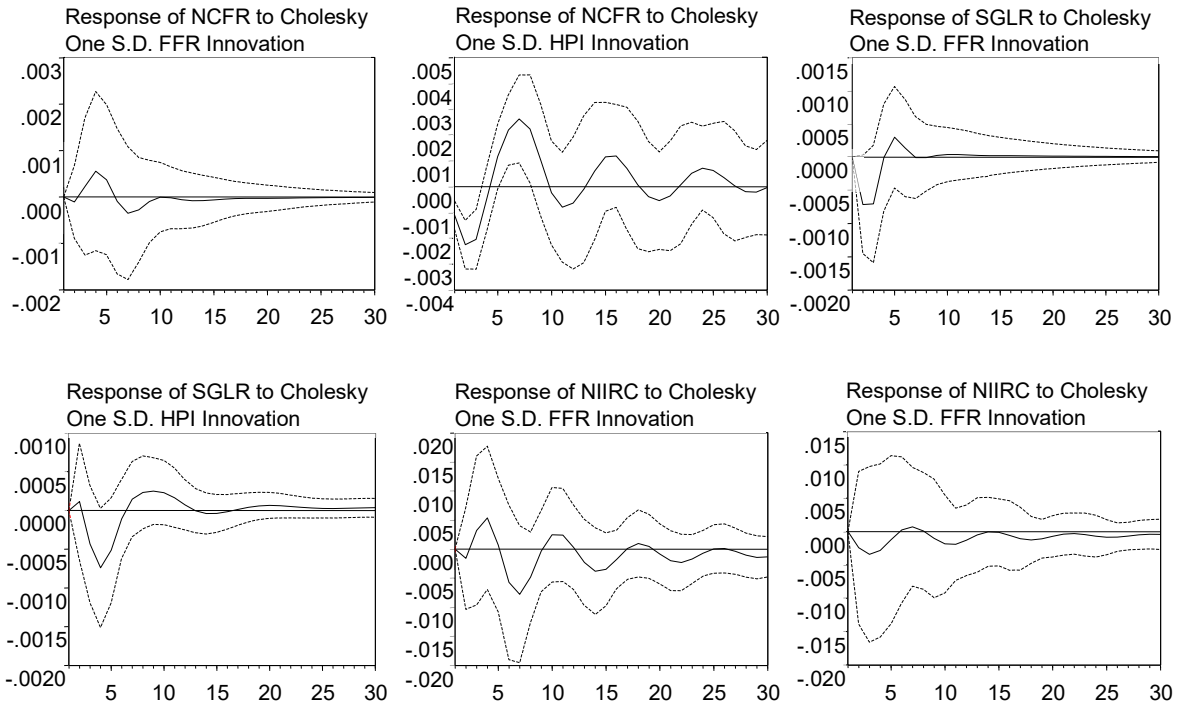 Response of NCFR to Cholesky
One S.D. FFR Innovation
.003
.002
.001
.000
-.001
-.002
5 10 15 20 25 30
Response of NCFR to Cholesky
One S.D. HPI Innovation
.005
.004
.003
.002
.001
.000
-.001
-.002
-.003
-.004
5 10 15 20 25 30
Response of SGLR to Cholesky
One S.D. FFR Innovation
.0015
.0010
.0005
.0000
-.0005
-.0010
-.0015
-.0020
5 10 15 20 25 30
Response of SGLR to Cholesky
One S.D. HPI Innovation
.0010
.0005
.0000
-.0005
-.0010
-.0015
-.0020
5 10 15 20 25 30
Response of NIIRC to Cholesky
One S.D. FFR Innovation
.020
.015
.010
.005
.000
-.005
-.010
-.015
-.020
5 10 15 20 25 30
Response of NIIRC to Cholesky
One S.D. FFR Innovation
.015
.010
.005
.000
-.005
-.010
-.015
-.020
5 10 15 20 25 30